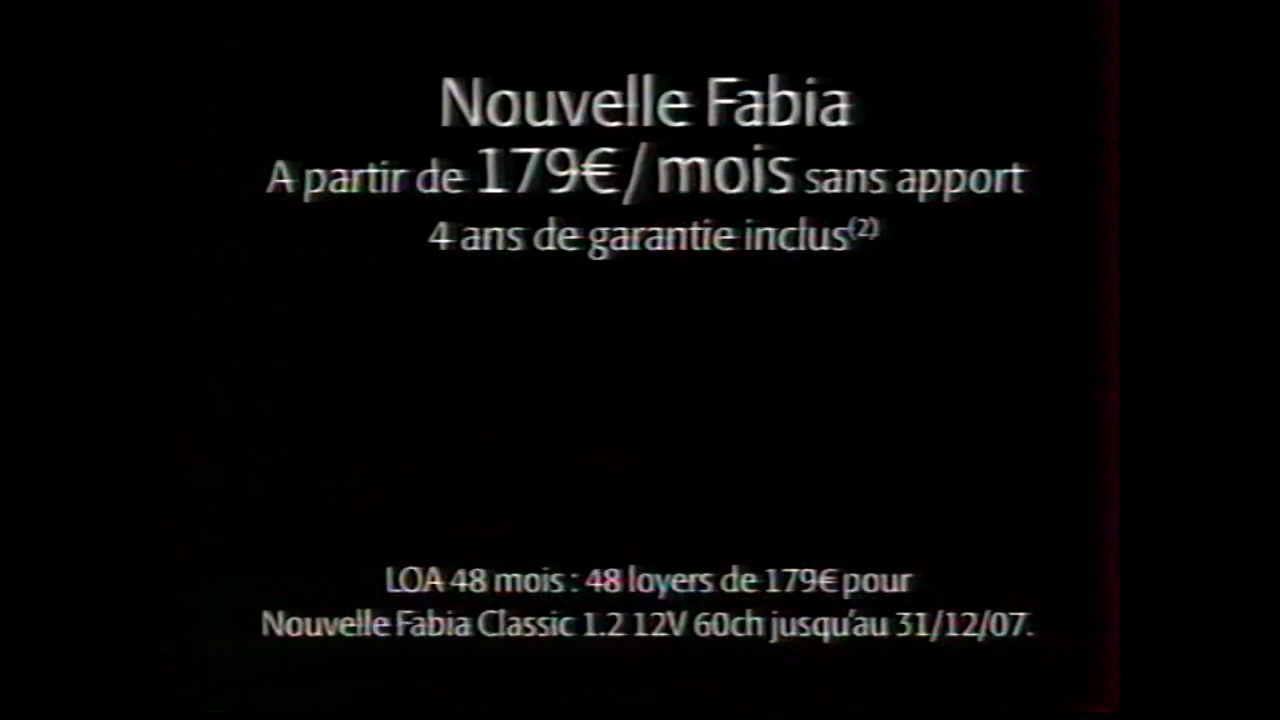 Nouvelle Fabia
A partir de 179€/mois sans apport
4 ans de garantie inclus(2)
LOA 48 mois : 48 loyers de 179€ pour
Nouvelle Fabia Classic 1.2 12V 60ch jusqu'au 31/12/07.